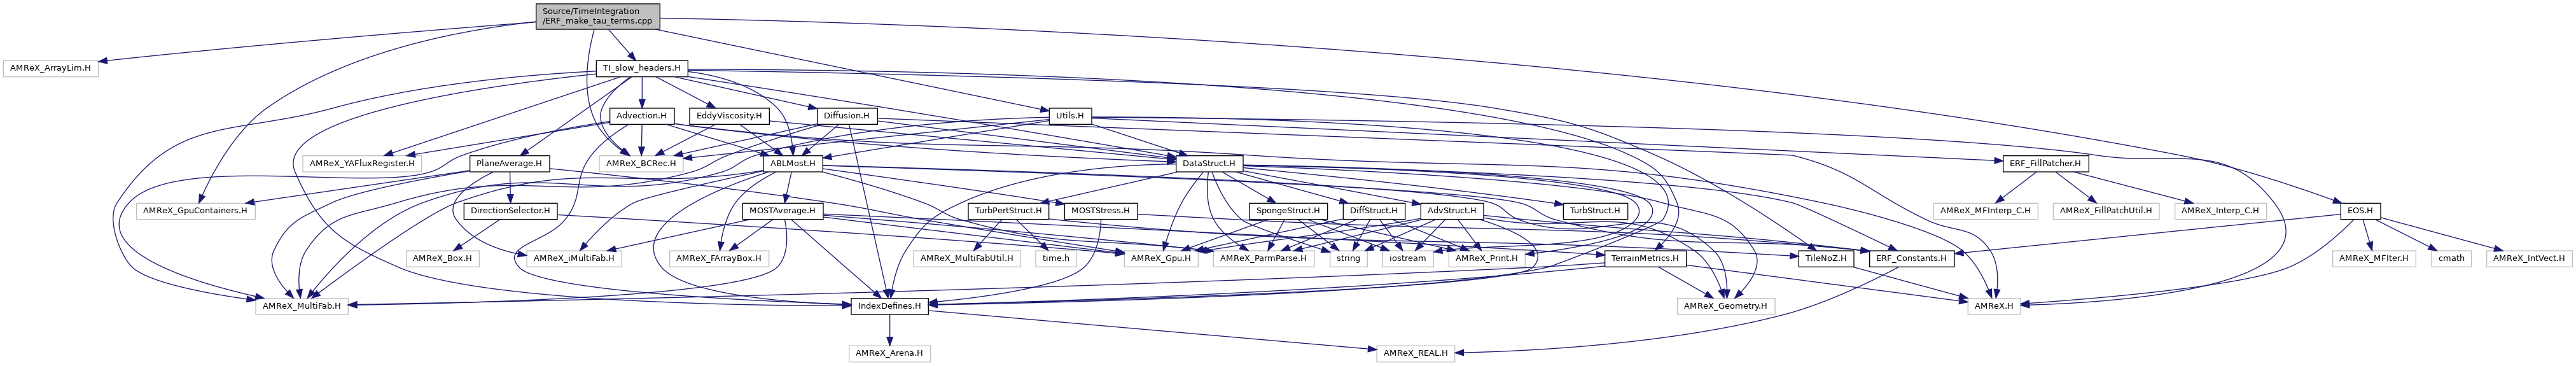 Source/TimeIntegration
/ERF_make_tau_terms.cpp
AMReX_ArrayLim.H
TI_slow_headers.H
Advection.H
EddyViscosity.H
Diffusion.H
Utils.H
AMReX_YAFluxRegister.H
PlaneAverage.H
AMReX_BCRec.H
ABLMost.H
DataStruct.H
ERF_FillPatcher.H
AMReX_GpuContainers.H
DirectionSelector.H
MOSTAverage.H
TurbPertStruct.H
MOSTStress.H
SpongeStruct.H
DiffStruct.H
AdvStruct.H
TurbStruct.H
AMReX_MFInterp_C.H
AMReX_FillPatchUtil.H
AMReX_Interp_C.H
EOS.H
AMReX_Box.H
AMReX_iMultiFab.H
AMReX_FArrayBox.H
AMReX_MultiFabUtil.H
time.h
AMReX_Gpu.H
AMReX_ParmParse.H
string
iostream
AMReX_Print.H
TerrainMetrics.H
TileNoZ.H
ERF_Constants.H
AMReX_MFIter.H
cmath
AMReX_IntVect.H
AMReX_MultiFab.H
IndexDefines.H
AMReX_Geometry.H
AMReX.H
AMReX_Arena.H
AMReX_REAL.H